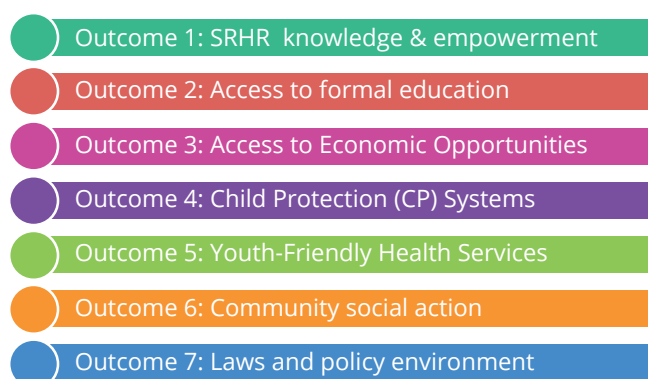 Outcome 1: SRHR  knowledge & empowerment
Outcome 2: Access to formal education
Outcome 3: Access to Economic Opportunities
Outcome 4: Child Protection (CP) Systems
Outcome 5: Youth-Friendly Health Services
Outcome 6: Community social action
Outcome 7: Laws and policy environment